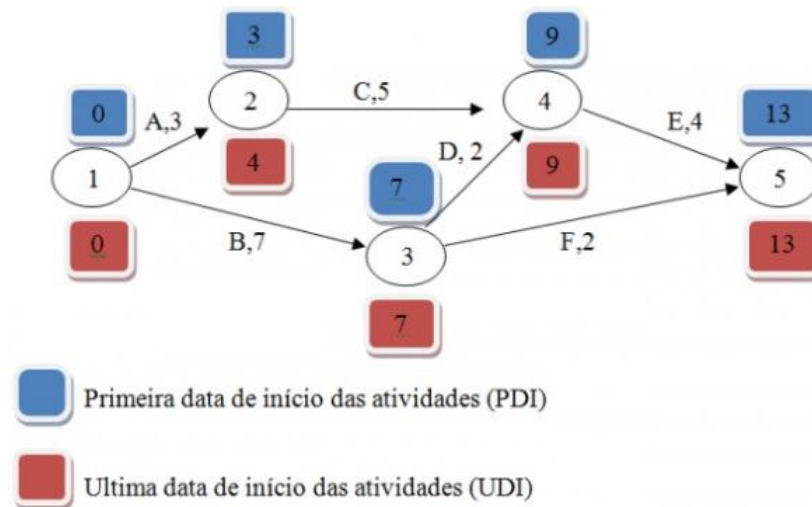 3
9
0
A,3
2
C,5
4
E,4
13
1
4
D, 2
9
5
7
0
B,7
3
F,2
13
7
Primeira data de início das atividades (PDI)
Ultima data de início das atividades (UDI)